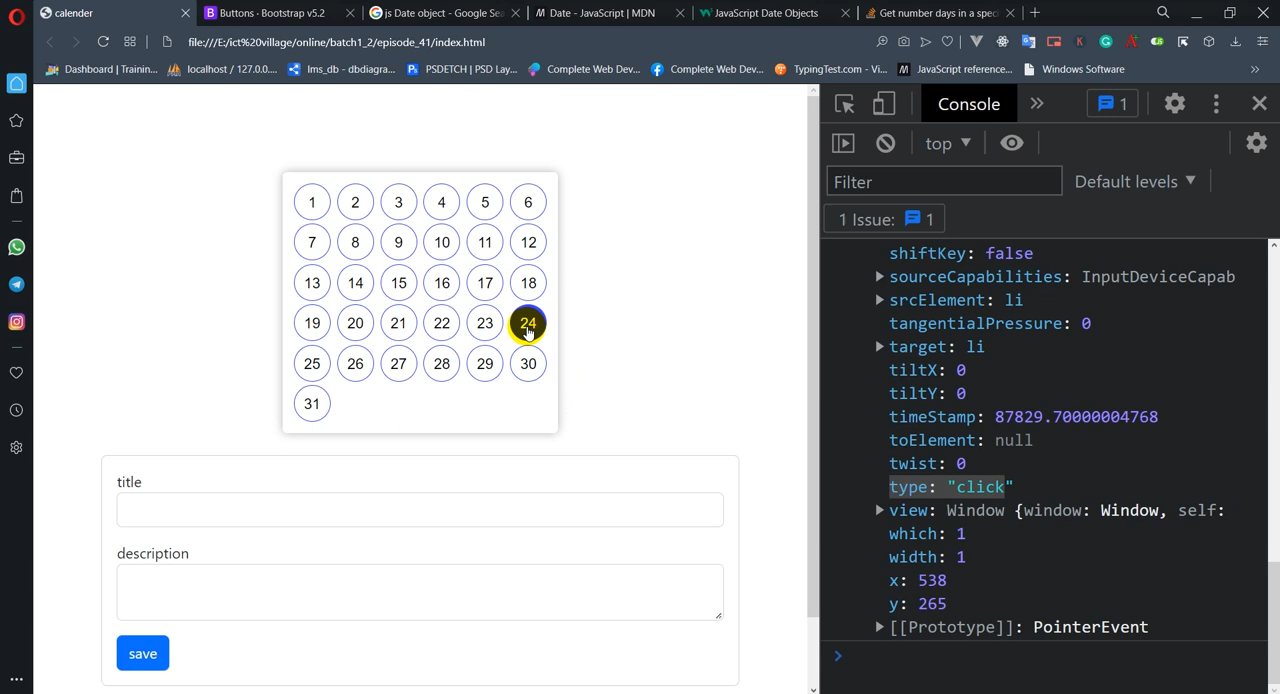 calender
Buttons · Bootstrap v5.2
js Date object - Google Sea
Date - JavaScript | MDN
JavaScript Date Objects
Get number days in a spec
file:///E:/ict%20village/online/batch1_2/episode_41/index.html
Dashboard | Trainin...
localhost / 127.0.0....
lms_db - dbdiagra...
PSDETCH | PSD Lay...
Complete Web Dev...
Complete Web Dev...
TypingTest.com - Vi...
JavaScript reference...
Windows Software
Console
1
top
Filter
Default levels
1 Issue: 1
1 2 3 4 5 6
7 8 9 10 11 12
13 14 15 16 17 18
19 20 21 22 23 24
25 26 27 28 29 30
31
title
description
save
shiftKey: false
sourceCapabilities: InputDeviceCapab
srcElement: li
tangentialPressure: 0
target: li
tiltX: 0
tiltY: 0
timeStamp: 87829.70000004768
toElement: null
twist: 0
type: "click"
view: Window {window: Window, self:
which: 1
width: 1
x: 538
y: 265
[[Prototype]]: PointerEvent